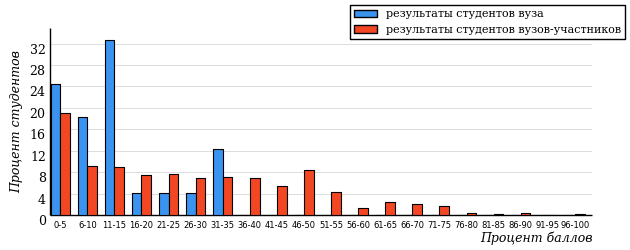 результаты студентов вуза
результаты студентов вузов-участников
Процент студентов
32
28
24
20
16
12
8
4
0
0-5 6-10 11-15 16-20 21-25 26-30 31-35 36-40 41-45 46-50 51-55 56-60 61-65 66-70 71-75 76-80 81-85 86-90 91-95 96-100
Процент баллов